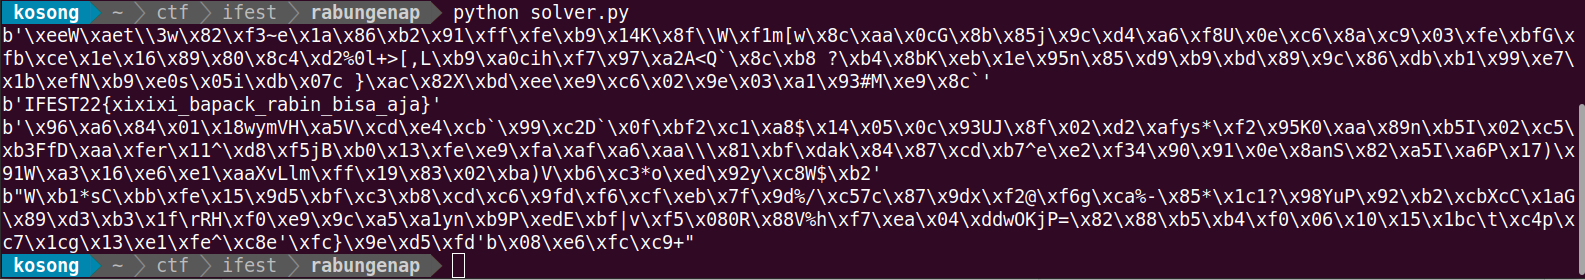 kosong ~ ctf ifest rabungenap python solver.py
b'\xeeW\xaet\\3w\x82\xf3~e\x1a\x86\xb2\x91\xff\xfe\xb9\x14K\x8f\\W\xf1m[w\x8c\xaa\x0cG\x8b\x85j\x9c\xd4\xa6\xf8U\x0e\xc6\x8a\xc9\x03\xfe\xbfG\x
fb\xce\x1e\x16\x89\x80\x8c4\xd2%0l+>[,L\xb9\xa0cih\xf7\x97\xa2A<Q`\x8c\xb8 ?\xb4\x8bK\xeb\x1e\x95n\x85\xd9\xb9\xbd\x89\x9c\x86\xdb\xb1\x99\xe7\
x1b\xefN\xb9\xe0s\x05i\xdb\x07c }\xac\x82X\xbd\xee\xe9\xc6\x02\x9e\x03\xa1\x93#M\xe9\x8c`'
b'IFEST22{xixixi_bapack_rabin_bisa_aja}'
b'\x96\xa6\x84\x01\x18wymVH\xa5V\xcd\xe4\xcb`\x99\xc2D`\x0f\xbf2\xc1\xa8$\x14\x05\x0c\x93UJ\x8f\x02\xd2\xafys*\xf2\x95K0\xaa\x89n\xb5I\x02\xc5\
xb3FfD\xaa\xfer\x11^\xd8\xf5jB\xb0\x13\xfe\xe9\xfa\xaf\xa6\xaa\\\x81\xbf\xdak\x84\x87\xcd\xb7^e\xe2\xf34\x90\x91\x0e\x8anS\x82\xa5I\xa6P\x17)\x
91W\xa3\x16\xe6\xe1\xaaXvLlm\xff\x19\x83\x02\xba)V\xb6\xc3*o\xed\x92y\xc8W$\xb2'
b"W\xb1*sC\xbb\xfe\x15\x9d5\xbf\xc3\xb8\xcd\xc6\x9fd\xf6\xcf\xeb\x7f\x9d%/\xc57c\x87\x9dx\xf2@\xf6g\xca%-\x85*\x1c1?\x98YuP\x92\xb2\xcbXcC\x1aG
\x89\xd3\xb3\x1f\rRH\xf0\xe9\x9c\xa5\xa1yn\xb9P\xedE\xbf|v\xf5\x080R\x88V%h\xf7\xea\x04\xddwOKjP=\x82\x88\xb5\xb4\xf0\x06\x10\x15\x1bc\t\xc4p\x
c7\x1cg\x13\xe1\xfe^\xc8e'\xfc}\x9e\xd5\xfd'b\x08\xe6\xfc\xc9+"
kosong ~ ctf ifest rabungenap